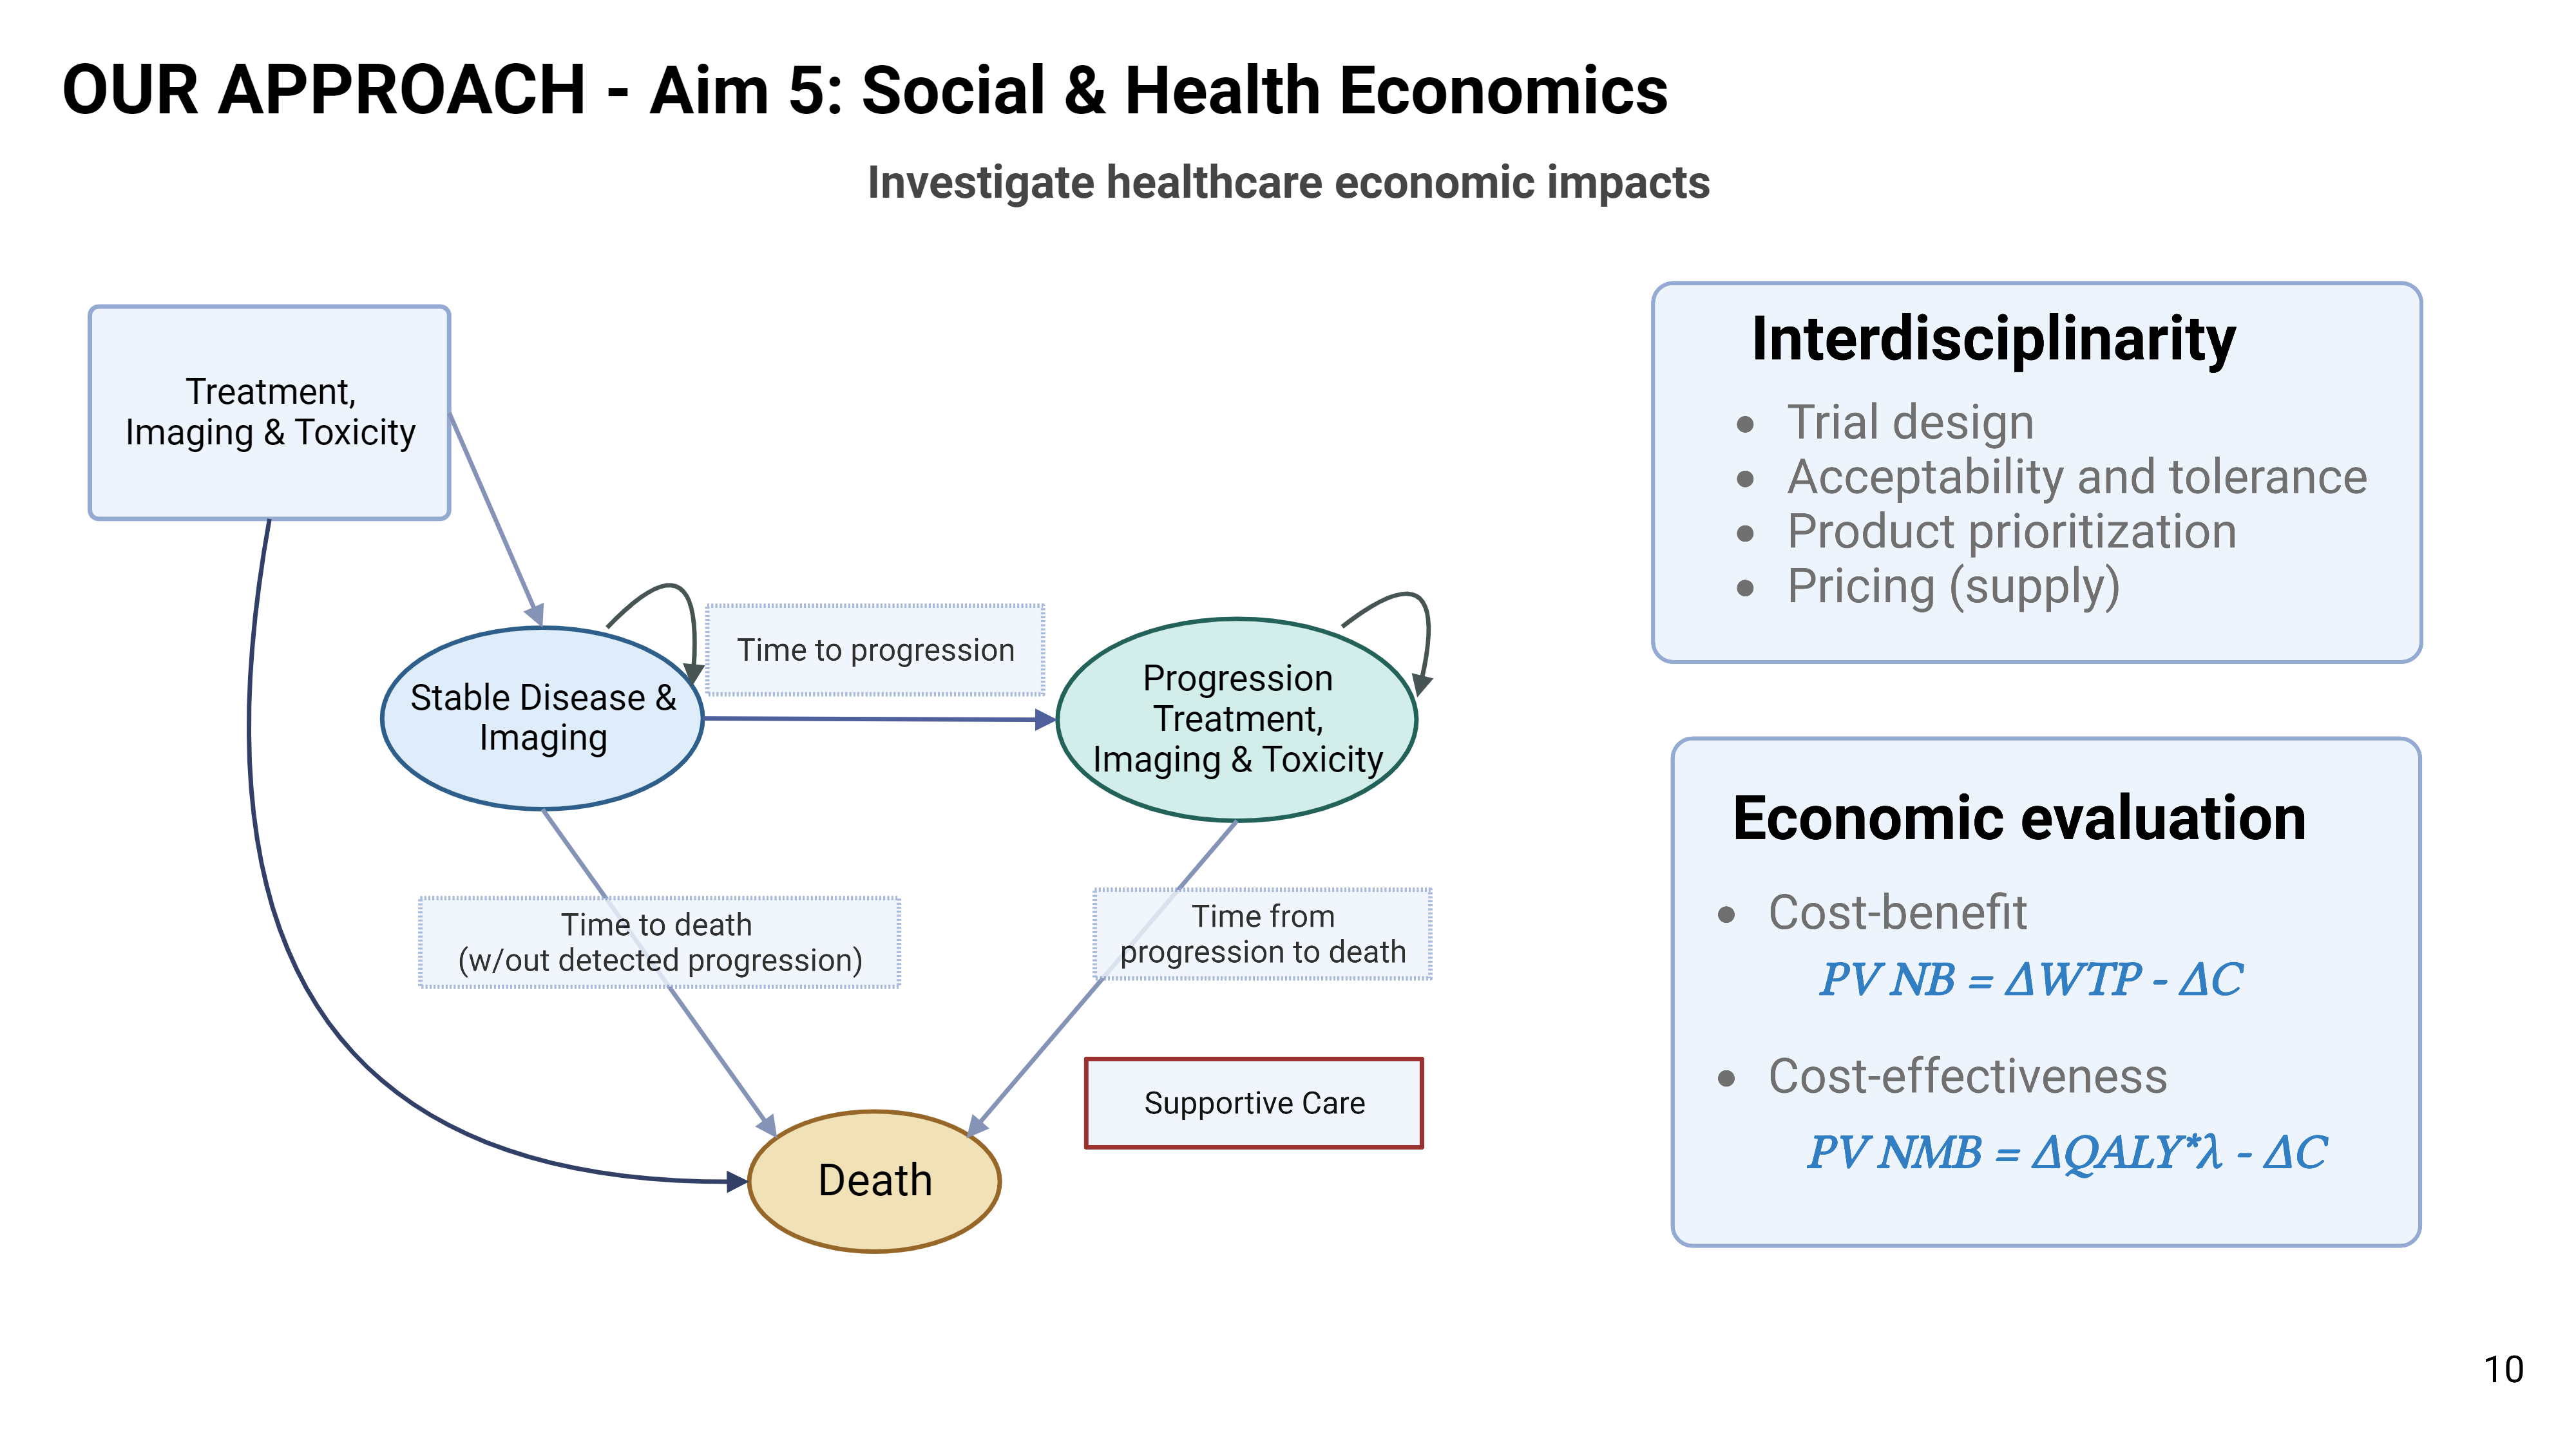 OUR APPROACH - Aim 5: Social & Health Economics
Investigate healthcare economic impacts
Treatment,
Imaging & Toxicity
Stable Disease &
Imaging
Time to progression
Progression
Treatment,
Imaging & Toxicity
Time to death
(w/out detected progression)
Time from
progression to death
Supportive Care
Death
Interdisciplinarity
• Trial design
• Acceptability and tolerance
• Product prioritization
• Pricing (supply)
Economic evaluation
• Cost-benefit
PV NB = ΔWTP - ΔC
• Cost-effectiveness
PV NMB = ΔQALY*λ - ΔC
10